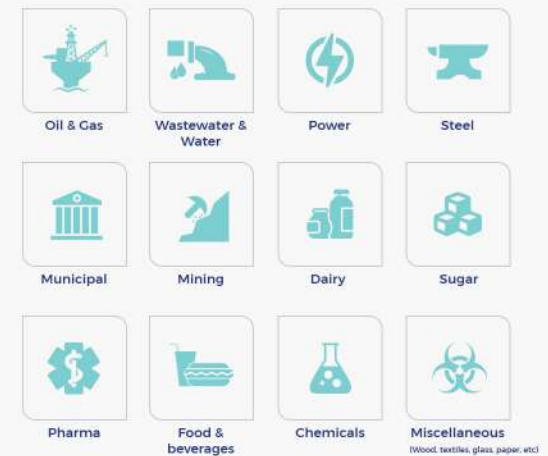 Oil & Gas
Wastewater &
Water
Power
Steel
Municipal
Mining
Dairy
Sugar
Pharma
Food &
beverages
Chemicals
Miscellaneous
(Wood, textiles, glass, paper, etc)